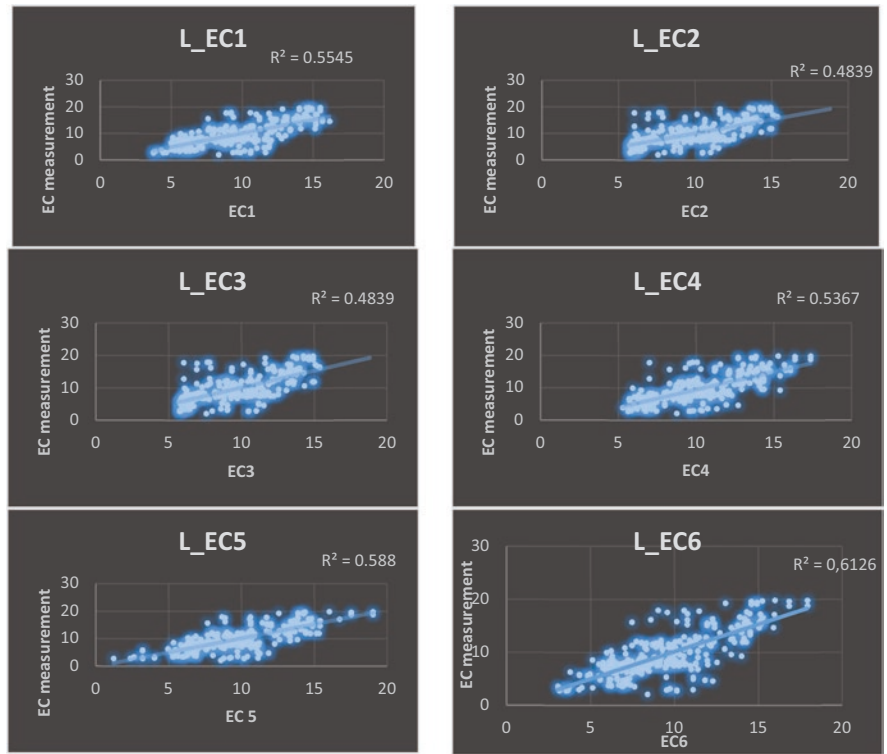 L_EC1
R² = 0.5545
EC measurement
30
20
10
0
0 5 10 15 20
EC1
L_EC2
R² = 0.4839
EC measurement
30
20
10
0
0 5 10 15 20
EC2
L_EC3
R² = 0.4839
EC measurement
30
20
10
0
0 5 10 15 20
EC3
L_EC4
R² = 0.5367
EC measurement
30
20
10
0
0 5 10 15 20
EC4
L_EC5
R² = 0.588
EC measurement
30
20
10
0
0 5 10 15 20
EC 5
L_EC6
R² = 0,6126
EC measurement
30
20
10
0
0 5 10 15 20
EC6